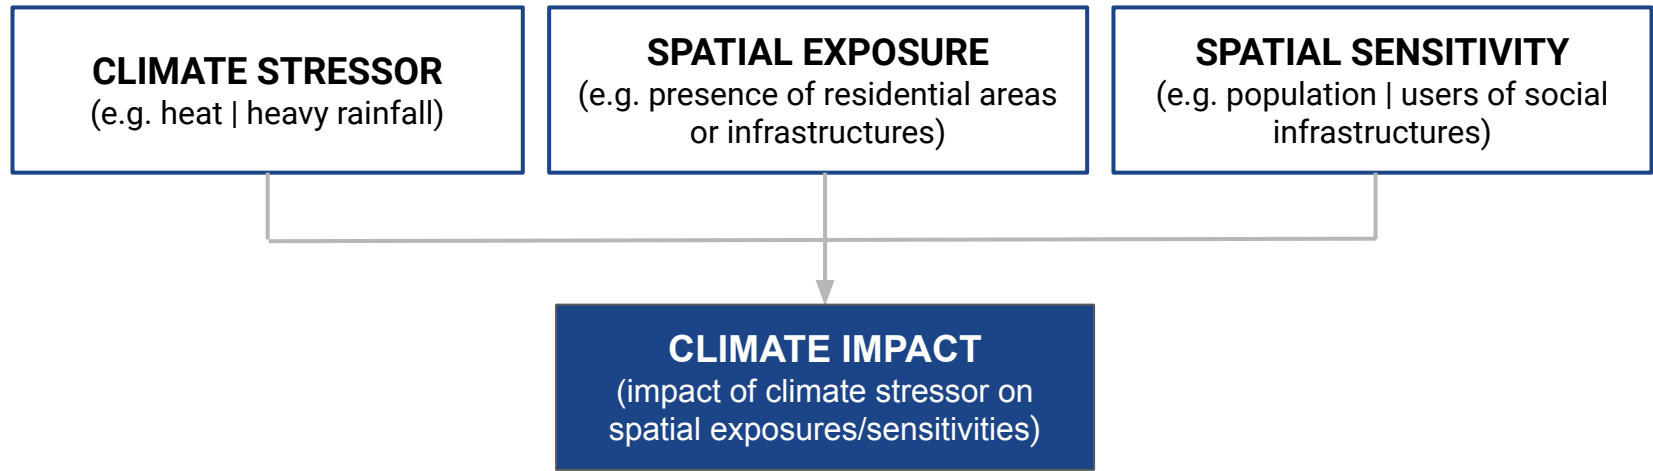 CLIMATE STRESSOR
(e.g. heat | heavy rainfall)
SPATIAL EXPOSURE
(e.g. presence of residential areas
or infrastructures)
SPATIAL SENSITIVITY
(e.g. population | users of social
infrastructures)
CLIMATE IMPACT
(impact of climate stressor on
spatial exposures/sensitivities)